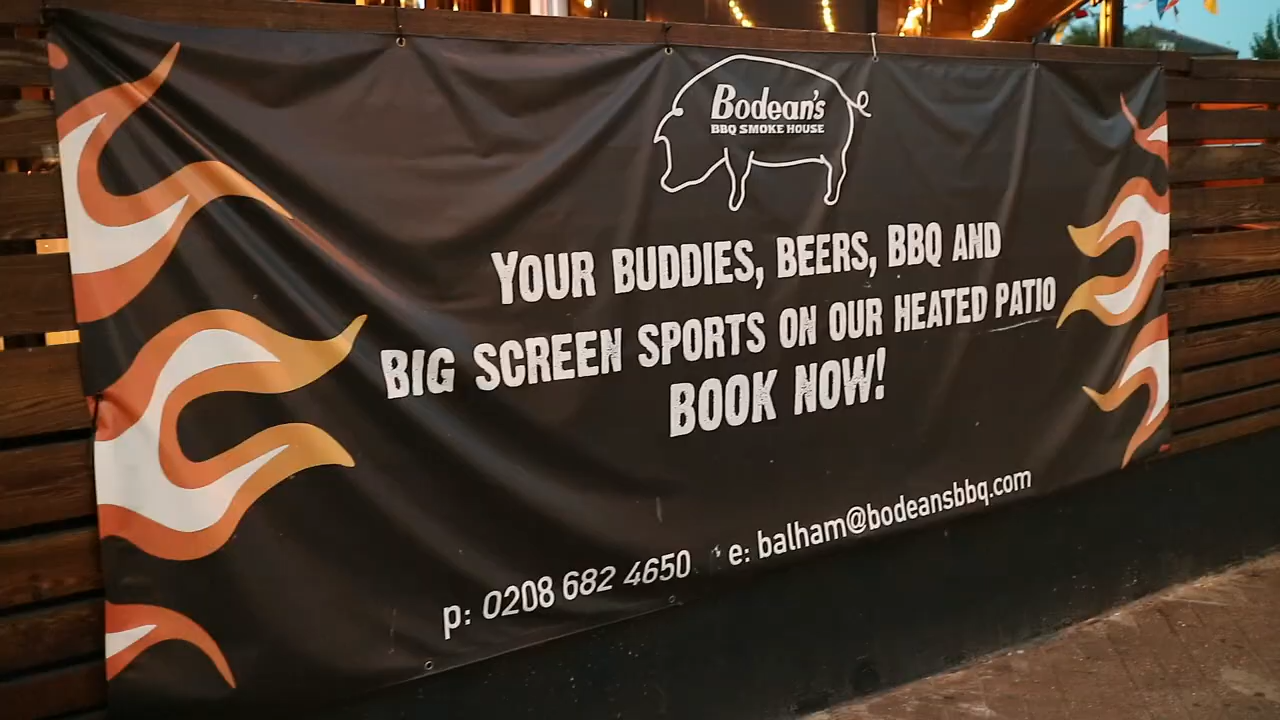 Bodean's
BBQ SMOKE HOUSE
YOUR BUDDIES, BEERS, BBQ AND
BIG SCREEN SPORTS ON OUR HEATED PATIO
BOOK NOW!
p: 0208 682 4650 e: balham@bodeansbbq.com